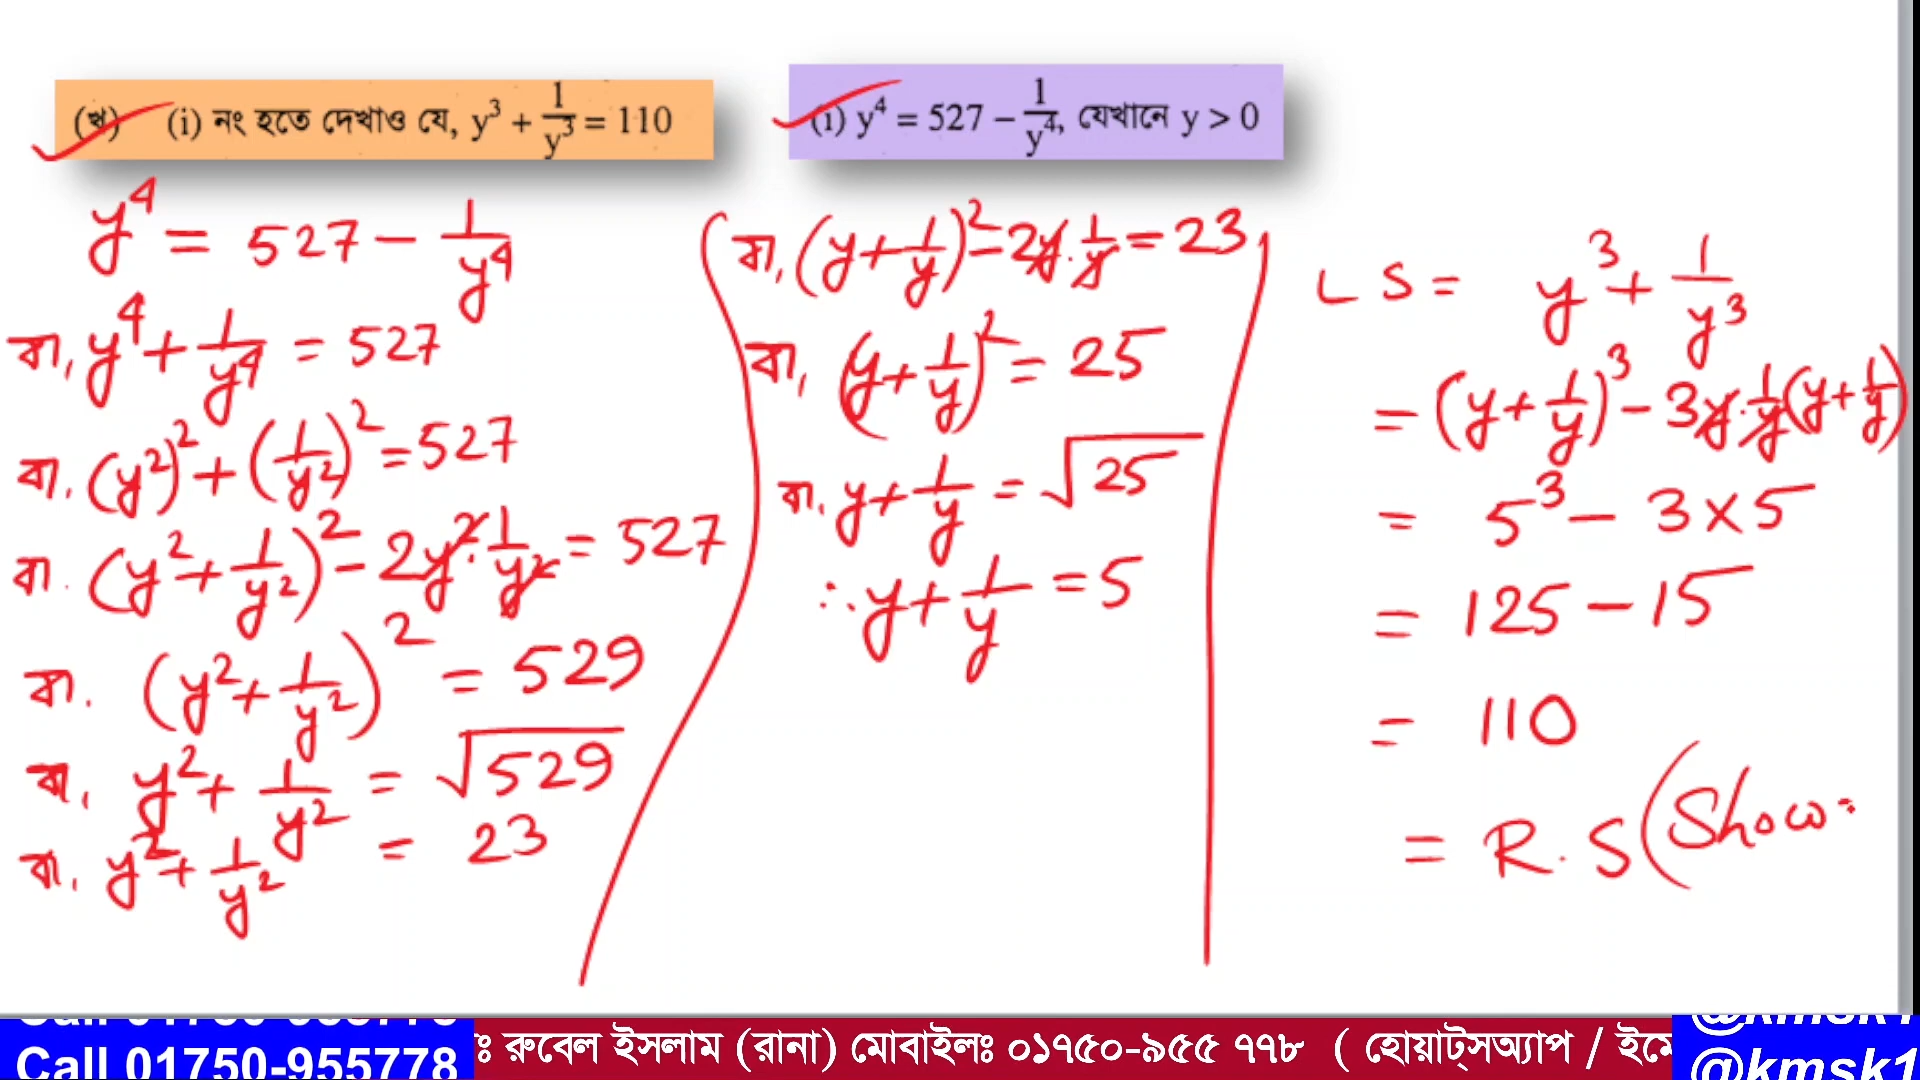 (খ) (i) নং হতে দেখাও যে, y³ + 1/y³ = 110
(i) y⁴ = 527 − 1/y⁴, যেখানে y > 0
y⁴ = 527 − 1/y⁴
বা, y⁴ + 1/y⁴ = 527
বা, (y²)² + (1/y²)² = 527
বা, (y² + 1/y²)² − 2y²·1/y² = 527
বা, (y² + 1/y²)² = 529
বা, y² + 1/y² = √529
বা, y² + 1/y² = 23
বা, (y + 1/y)² − 2y·1/y = 23
বা, (y + 1/y)² = 25
বা, y + 1/y = √25
∴ y + 1/y = 5
LS = y³ + 1/y³
= (y + 1/y)³ − 3y·1/y(y + 1/y)
= 5³ − 3×5
= 125 − 15
= 110
= R.S (Show
Call 01750-955778
ঃ রুবেল ইসলাম (রানা) মোবাইলঃ ০১৭৫০-৯৫৫ ৭৭৮ ( হোয়াট্সঅ্যাপ / ইমে
@kmsk1